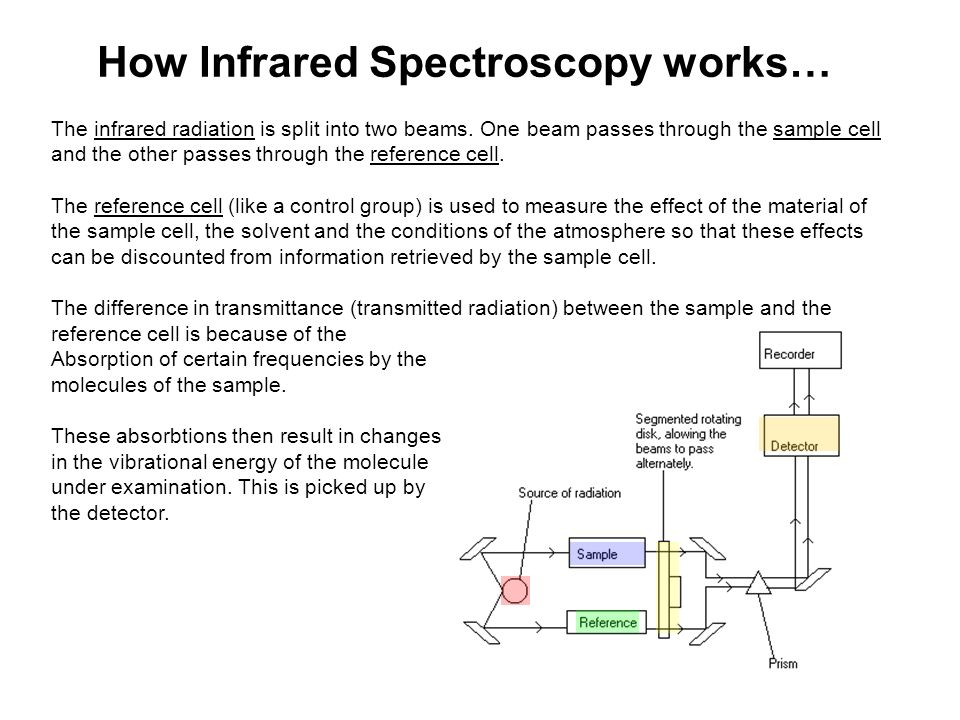 How Infrared Spectroscopy works…
The infrared radiation is split into two beams. One beam passes through the sample cell
and the other passes through the reference cell.
The reference cell (like a control group) is used to measure the effect of the material of
the sample cell, the solvent and the conditions of the atmosphere so that these effects
can be discounted from information retrieved by the sample cell.
The difference in transmittance (transmitted radiation) between the sample and the
reference cell is because of the
Absorption of certain frequencies by the
molecules of the sample.
These absorbtions then result in changes
in the vibrational energy of the molecule
under examination. This is picked up by
the detector.
Recorder
Segmented rotating
disk, alowing the
beams to pass
alternately.
Detector
Source of radiation
Sample
Reference
Prism